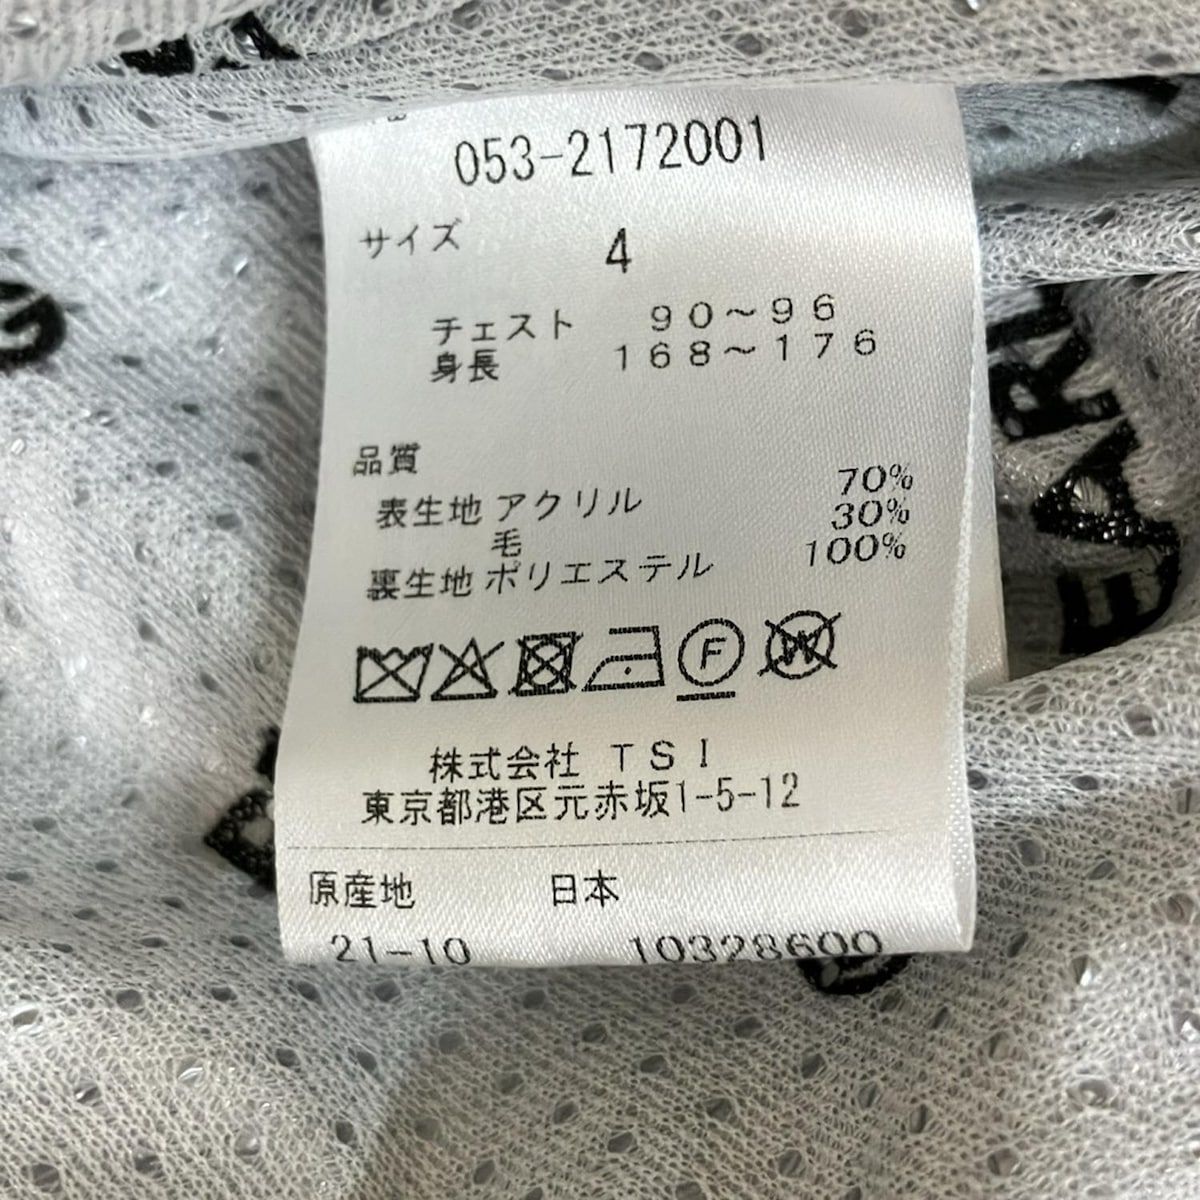 053-2172001
サイズ 4
チェスト 90～96
身長 168～176
品質
表生地 アクリル 70%
毛 30%
裏生地 ポリエステル 100%
F
W
株式会社 TSI
東京都港区元赤坂1-5-12
原産地 日本
21-10 10328600